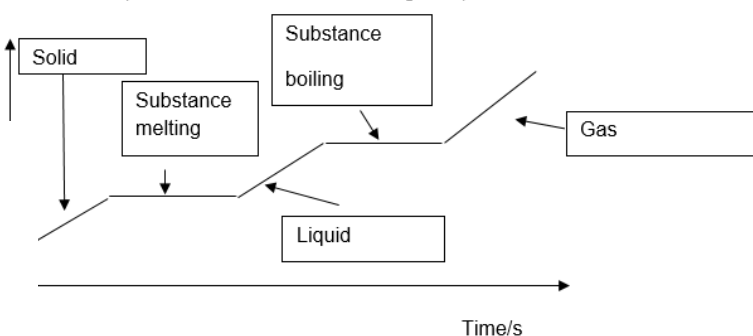 Substance
boiling
Solid
Substance
melting
Gas
Liquid
Time/s